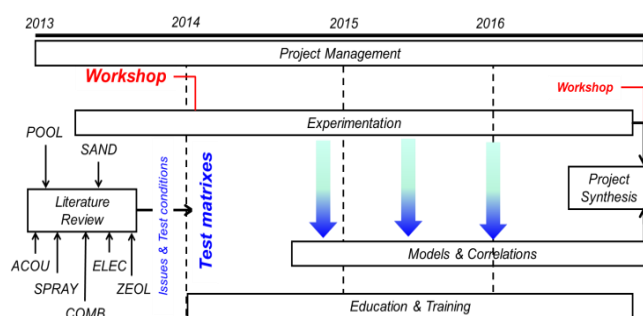 2013
2014
2015
2016
Project Management
Workshop
Workshop
Experimentation
POOL
SAND
Literature
Review
Issues & Test conditions
Test matrixes
Project
Synthesis
Models & Correlations
ACOU
ELEC
SPRAY
ZEOL
COMB
Education & Training